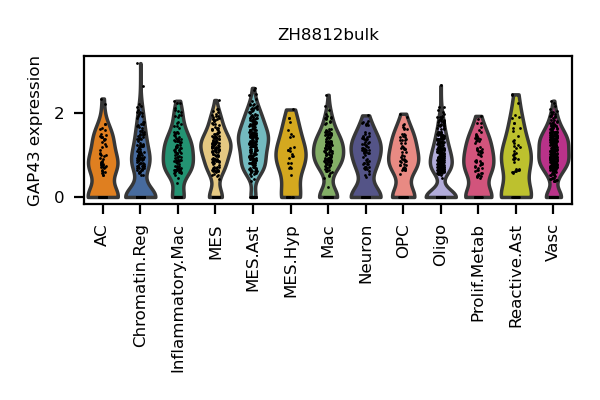 ZH8812bulk
GAP43 expression
2
0
AC
Chromatin.Reg
Inflammatory.Mac
MES
MES.Ast
MES.Hyp
Mac
Neuron
OPC
Oligo
Prolif.Metab
Reactive.Ast
Vasc